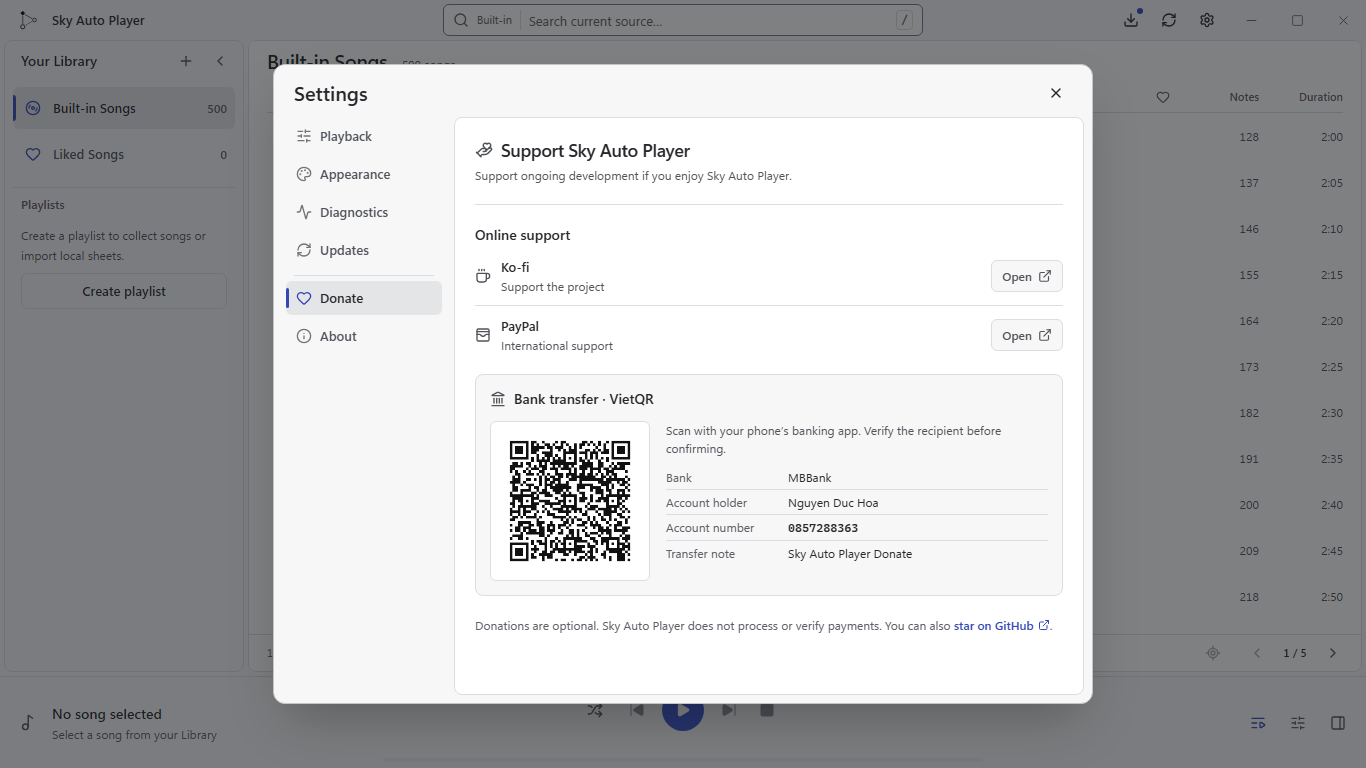 Sky Auto Player
Built-in
Search current source...
/
Your Library
Built-in Songs
500
Liked Songs
0
Playlists
Create a playlist to collect songs or
import local sheets.
Create playlist
Built-in Songs
500 songs
Notes
Duration
128
2:00
137
2:05
146
2:10
155
2:15
164
2:20
173
2:25
182
2:30
191
2:35
200
2:40
209
2:45
218
2:50
1 / 5
Settings
Playback
Appearance
Diagnostics
Updates
Donate
About
Support Sky Auto Player
Support ongoing development if you enjoy Sky Auto Player.
Online support
Ko-fi
Support the project
Open
PayPal
International support
Open
Bank transfer · VietQR
Scan with your phone's banking app. Verify the recipient before
confirming.
Bank
MBBank
Account holder
Nguyen Duc Hoa
Account number
0857288363
Transfer note
Sky Auto Player Donate
Donations are optional. Sky Auto Player does not process or verify payments. You can also star on GitHub.
No song selected
Select a song from your Library